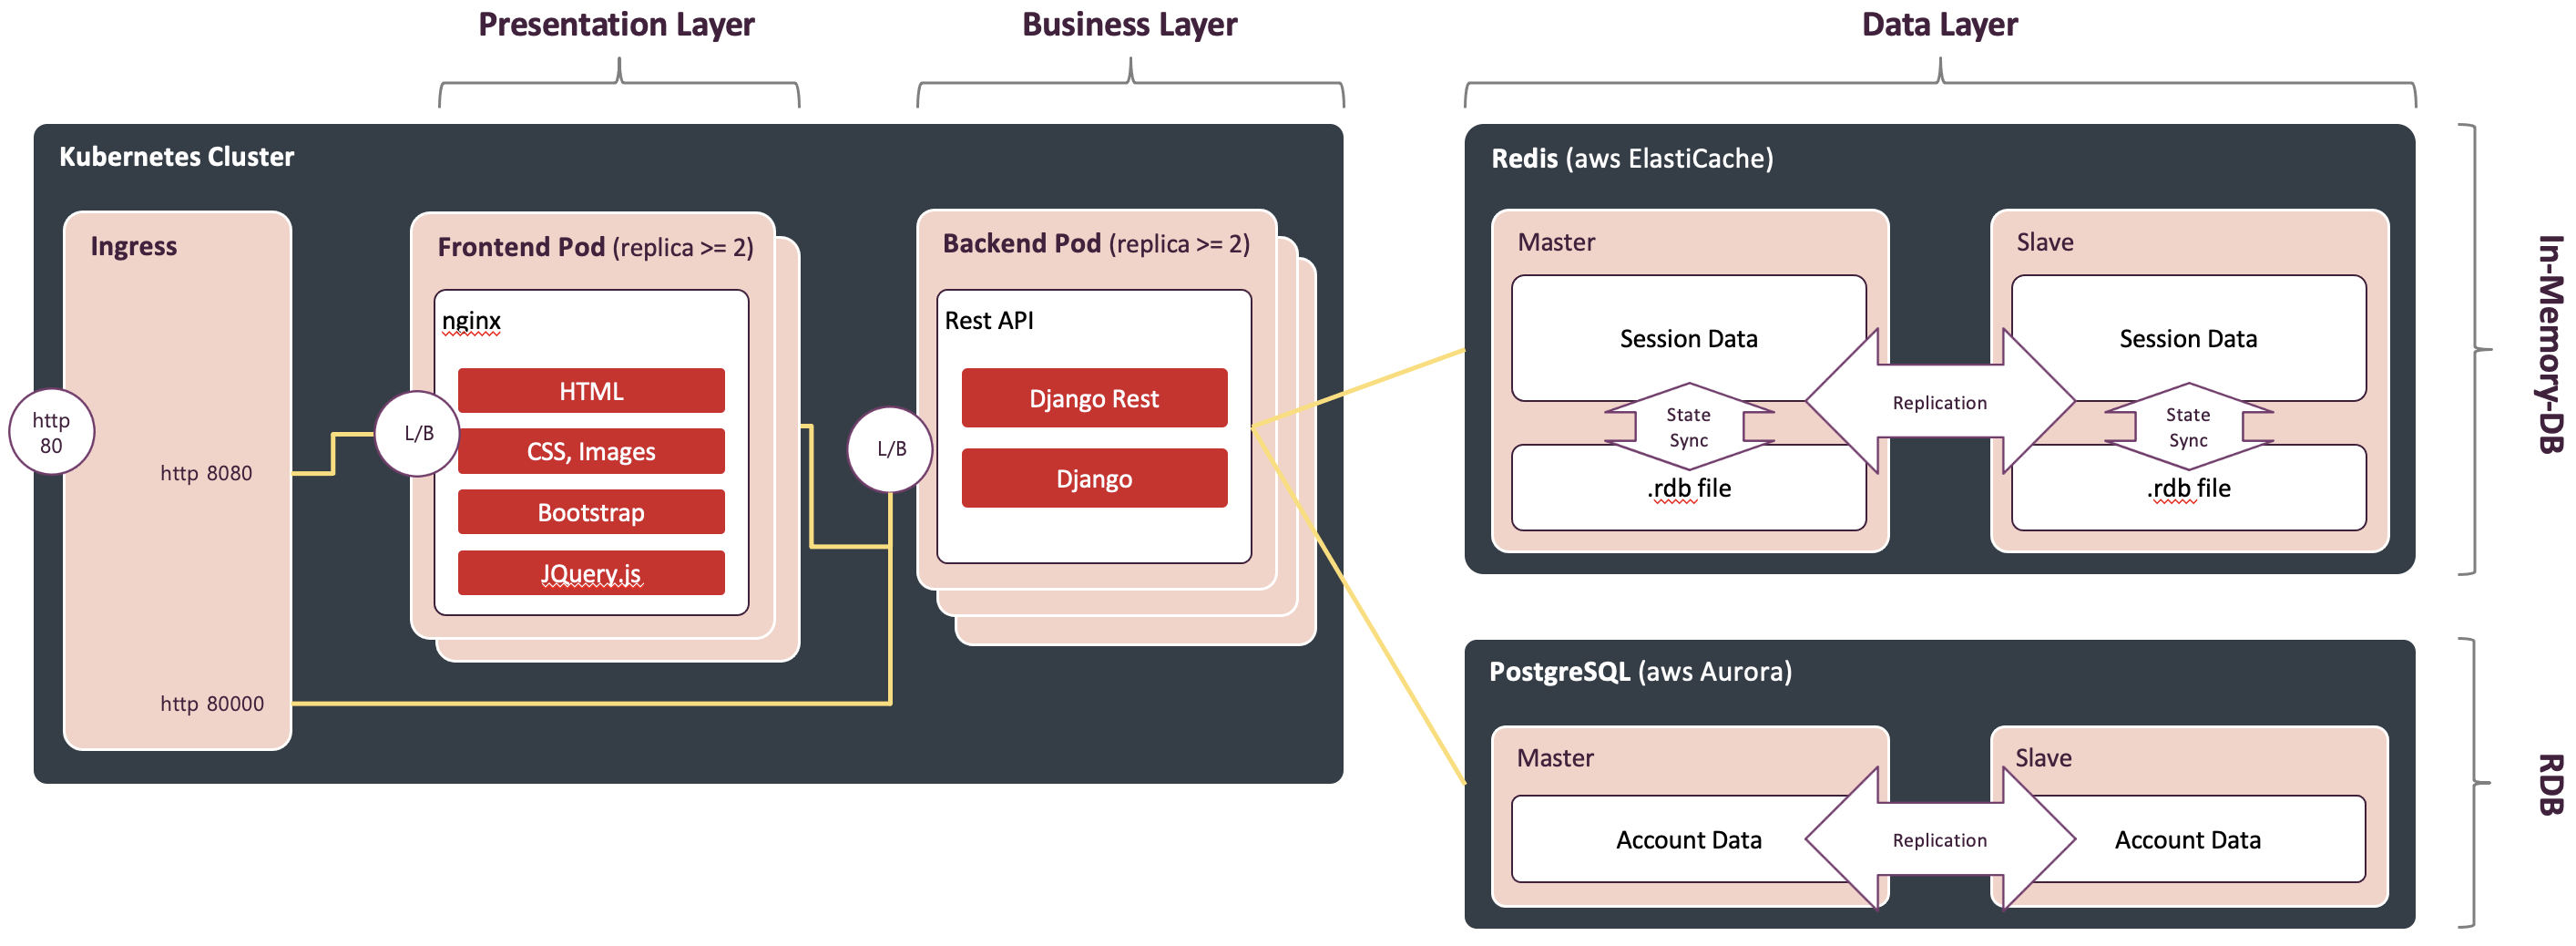 Presentation Layer
Business Layer
Data Layer
Kubernetes Cluster
Ingress
http
80
http 8080
http 80000
Frontend Pod (replica >= 2)
L/B
nginx
HTML
CSS, Images
Bootstrap
JQuery.js
Backend Pod (replica >= 2)
L/B
Rest API
Django Rest
Django
Redis (aws ElastiCache)
Master
Session Data
State
Sync
.rdb file
Replication
Slave
Session Data
State
Sync
.rdb file
In-Memory-DB
PostgreSQL (aws Aurora)
Master
Account Data
Replication
Slave
Account Data
RDB